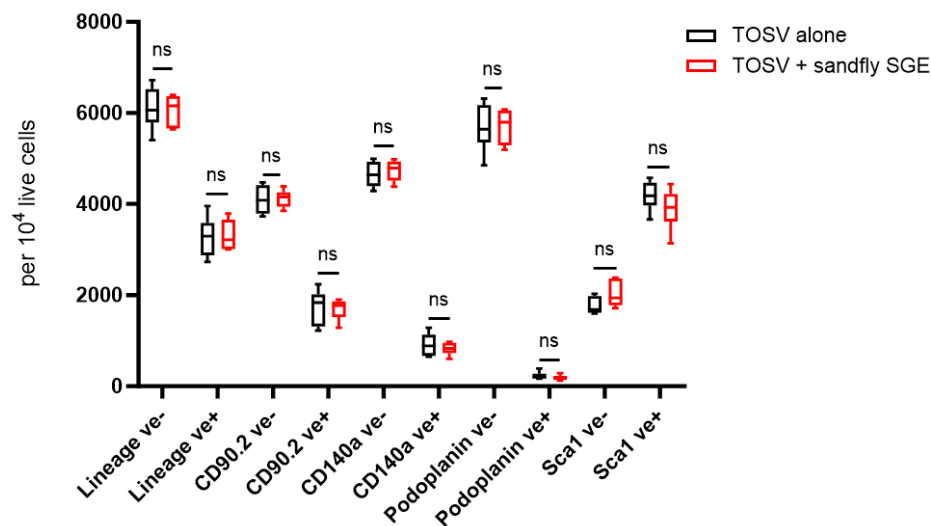 8000
6000
4000
2000
0
per 10⁴ live cells
ns
ns
ns
ns
ns
ns
ns
ns
ns
ns
TOSV alone
TOSV + sandfly SGE
Lineage ve-
Lineage ve+
CD90.2 ve-
CD90.2 ve+
CD140a ve-
CD140a ve+
Podoplanin ve-
Podoplanin ve+
Sca1 ve-
Sca1 ve+